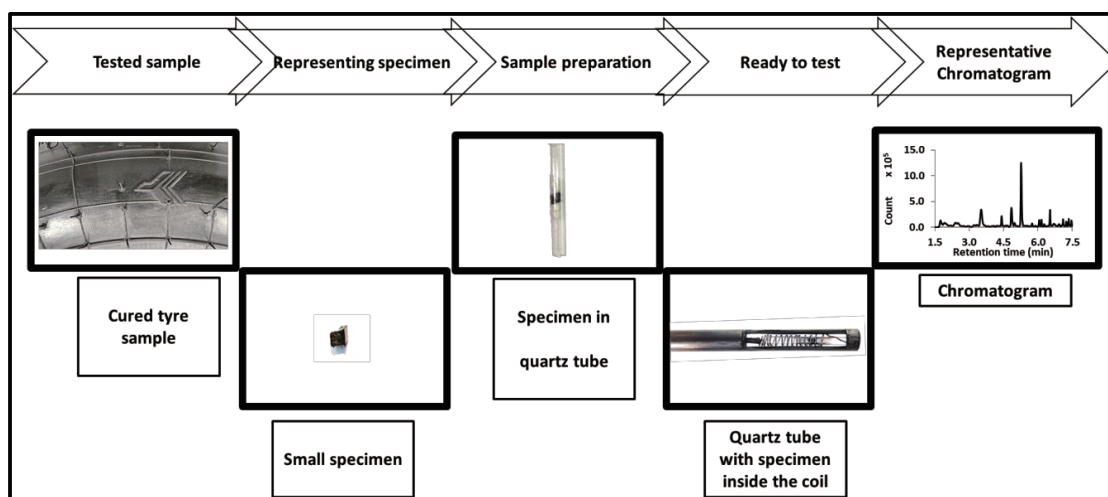 Tested sample
Representing specimen
Sample preparation
Ready to test
Representative
Chromatogram
Cured tyre
sample
Small specimen
Specimen in
quartz tube
Quartz tube
with specimen
inside the coil
Count x 10⁵
15.0
10.0
5.0
0.0
1.5 3.0 4.5 6.0 7.5
Retention time (min)
Chromatogram